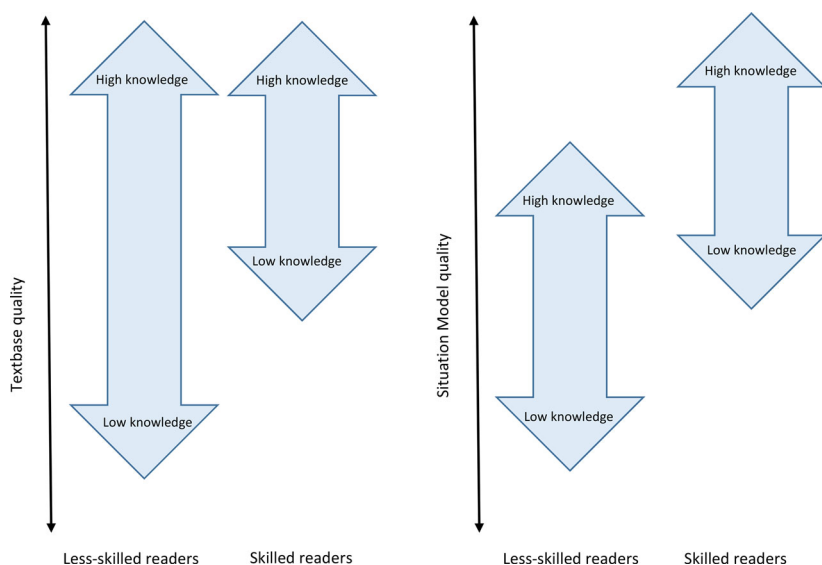 Textbase quality
High knowledge
Low knowledge
High knowledge
Low knowledge
Less-skilled readers
Skilled readers
Situation Model quality
High knowledge
Low knowledge
High knowledge
Low knowledge
Less-skilled readers
Skilled readers